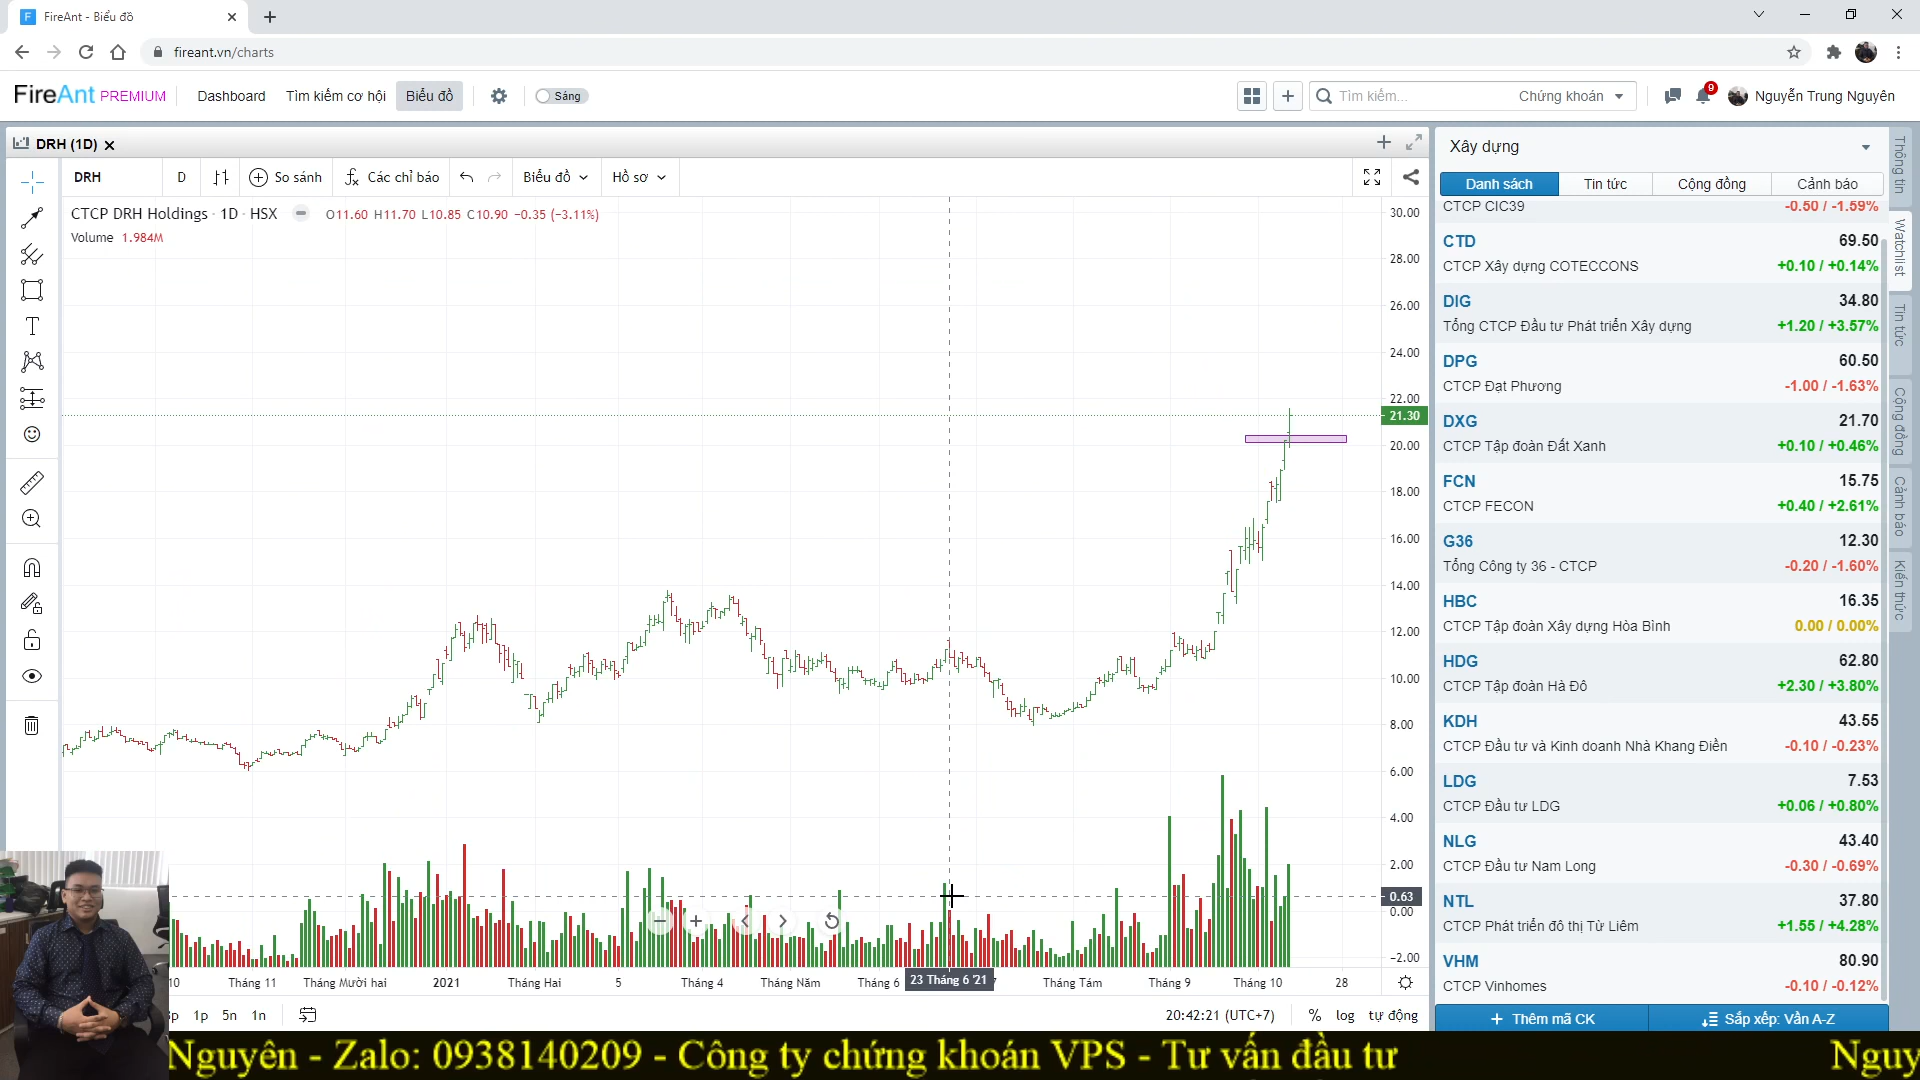 FireAnt - Biểu đồ
fireant.vn/charts
FireAnt PREMIUM
Dashboard
Tìm kiếm cơ hội
Biểu đồ
Sáng
Tìm kiếm...
Chứng khoán
9
Nguyễn Trung Nguyên
DRH (1D)
DRH
D
So sánh
Các chỉ báo
Biểu đồ
Hồ sơ
CTCP DRH Holdings · 1D · HSX
O11.60 H11.70 L10.85 C10.90 −0.35 (−3.11%)
Volume 1.984M
30.00
28.00
26.00
24.00
22.00
21.30
20.00
18.00
16.00
14.00
12.00
10.00
8.00
6.00
4.00
2.00
0.63
0.00
−2.00
10
Tháng 11
Tháng Mười hai
2021
Tháng Hai
5
Tháng 4
Tháng Năm
Tháng 6
23 Tháng 6 '21
Tháng Tám
Tháng 9
Tháng 10
28
1p
5n
1n
20:42:21 (UTC+7)
%
log
tự động
Xây dựng
Danh sách
Tin tức
Cộng đồng
Cảnh báo
CTCP CIC39 -0.50 / -1.59%
CTD 69.50
CTCP Xây dựng COTECCONS +0.10 / +0.14%
DIG 34.80
Tổng CTCP Đầu tư Phát triển Xây dựng +1.20 / +3.57%
DPG 60.50
CTCP Đạt Phương -1.00 / -1.63%
DXG 21.70
CTCP Tập đoàn Đất Xanh +0.10 / +0.46%
FCN 15.75
CTCP FECON +0.40 / +2.61%
G36 12.30
Tổng Công ty 36 - CTCP -0.20 / -1.60%
HBC 16.35
CTCP Tập đoàn Xây dựng Hòa Bình 0.00 / 0.00%
HDG 62.80
CTCP Tập đoàn Hà Đô +2.30 / +3.80%
KDH 43.55
CTCP Đầu tư và Kinh doanh Nhà Khang Điền -0.10 / -0.23%
LDG 7.53
CTCP Đầu tư LDG +0.06 / +0.80%
NLG 43.40
CTCP Đầu tư Nam Long -0.30 / -0.69%
NTL 37.80
CTCP Phát triển đô thị Từ Liêm +1.55 / +4.28%
VHM 80.90
CTCP Vinhomes -0.10 / -0.12%
Thêm mã CK
Sắp xếp: Vần A-Z
Thông tin
Watchlist
Tin tức
Cộng đồng
Cảnh báo
Kiến thức
Nguyên - Zalo: 0938140209 - Công ty chứng khoán VPS - Tư vấn đầu tư
Nguy